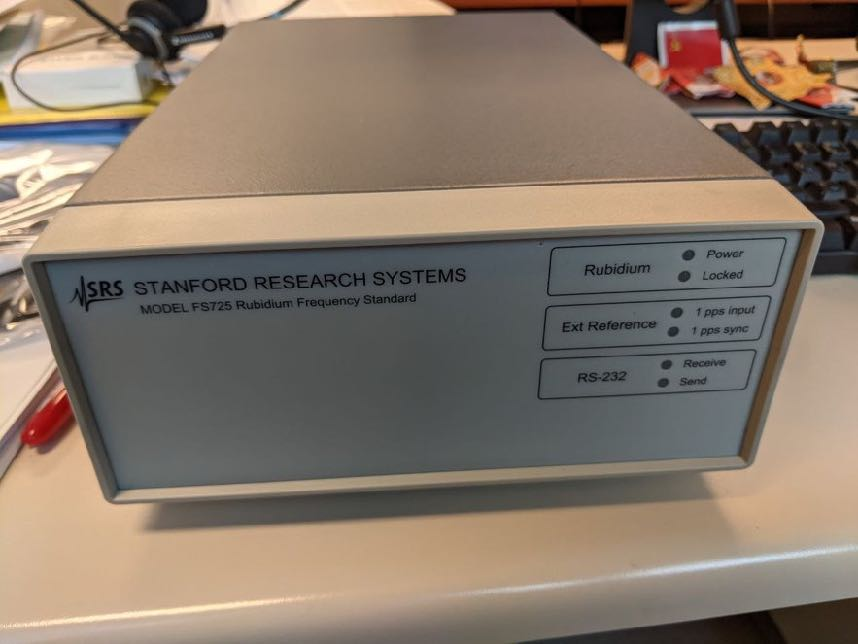 SRS STANFORD RESEARCH SYSTEMS
MODEL FS725 Rubidium Frequency Standard
Rubidium
Power
Locked
Ext Reference
1 pps input
1 pps sync
RS-232
Receive
Send